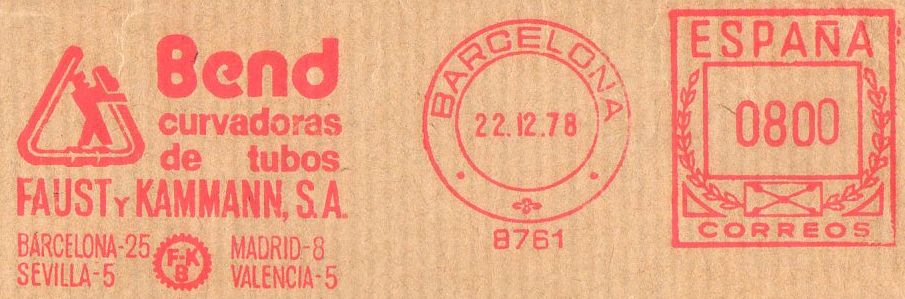 Bend
curvadoras
de tubos
FAUST Y KAMMANN, S.A.
BARCELONA-25 MADRID-8
SEVILLA-5 VALENCIA-5
F-K
B
BARCELONA
22.12.78
8761
ESPAÑA
0800
CORREOS